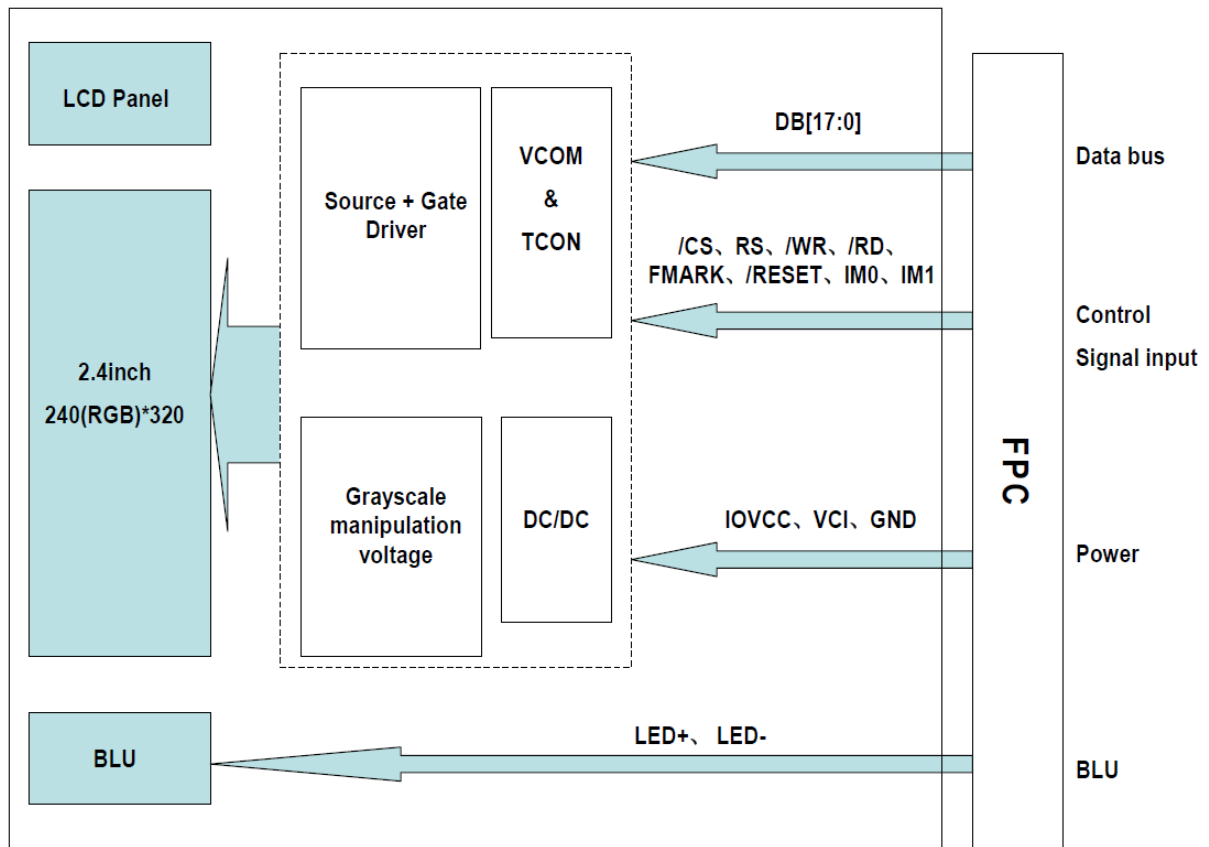 LCD Panel
2.4inch
240(RGB)*320
BLU
Source + Gate
Driver
VCOM
&
TCON
Grayscale
manipulation
voltage
DC/DC
DB[17:0]
/CS、RS、/WR、/RD、
FMARK、/RESET、IM0、IM1
IOVCC、VCI、GND
LED+、 LED-
FPC
Data bus
Control
Signal input
Power
BLU